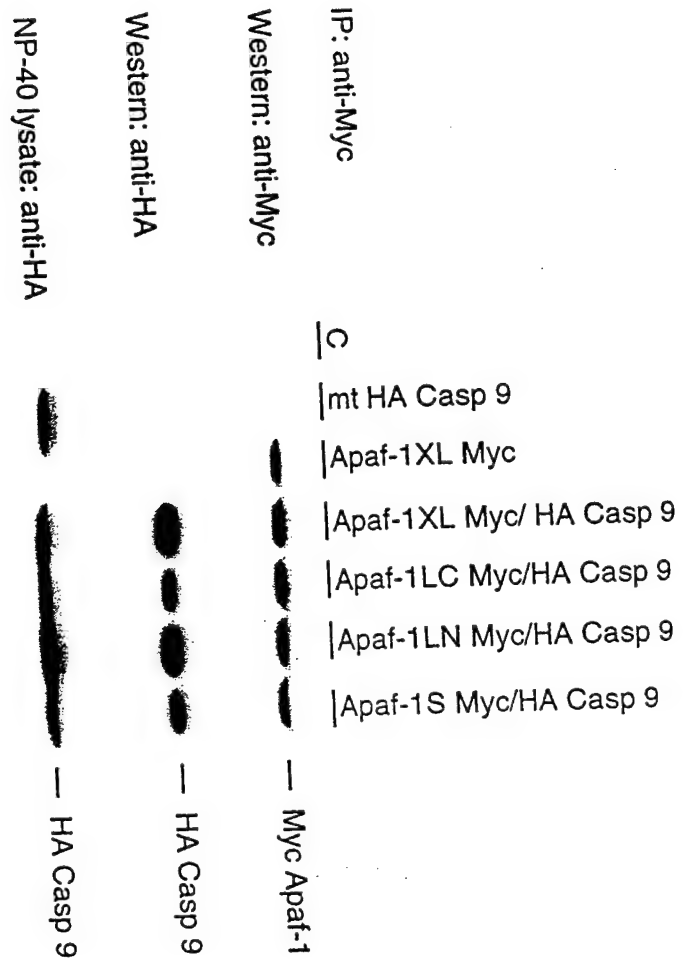 IP: anti-Myc
C
mt HA Casp 9
Apaf-1XL Myc
Apaf-1XL Myc/ HA Casp 9
Apaf-1LC Myc/HA Casp 9
Apaf-1LN Myc/HA Casp 9
Apaf-1S Myc/HA Casp 9
Western: anti-Myc
Myc Apaf-1
Western: anti-HA
HA Casp 9
NP-40 lysate: anti-HA
HA Casp 9